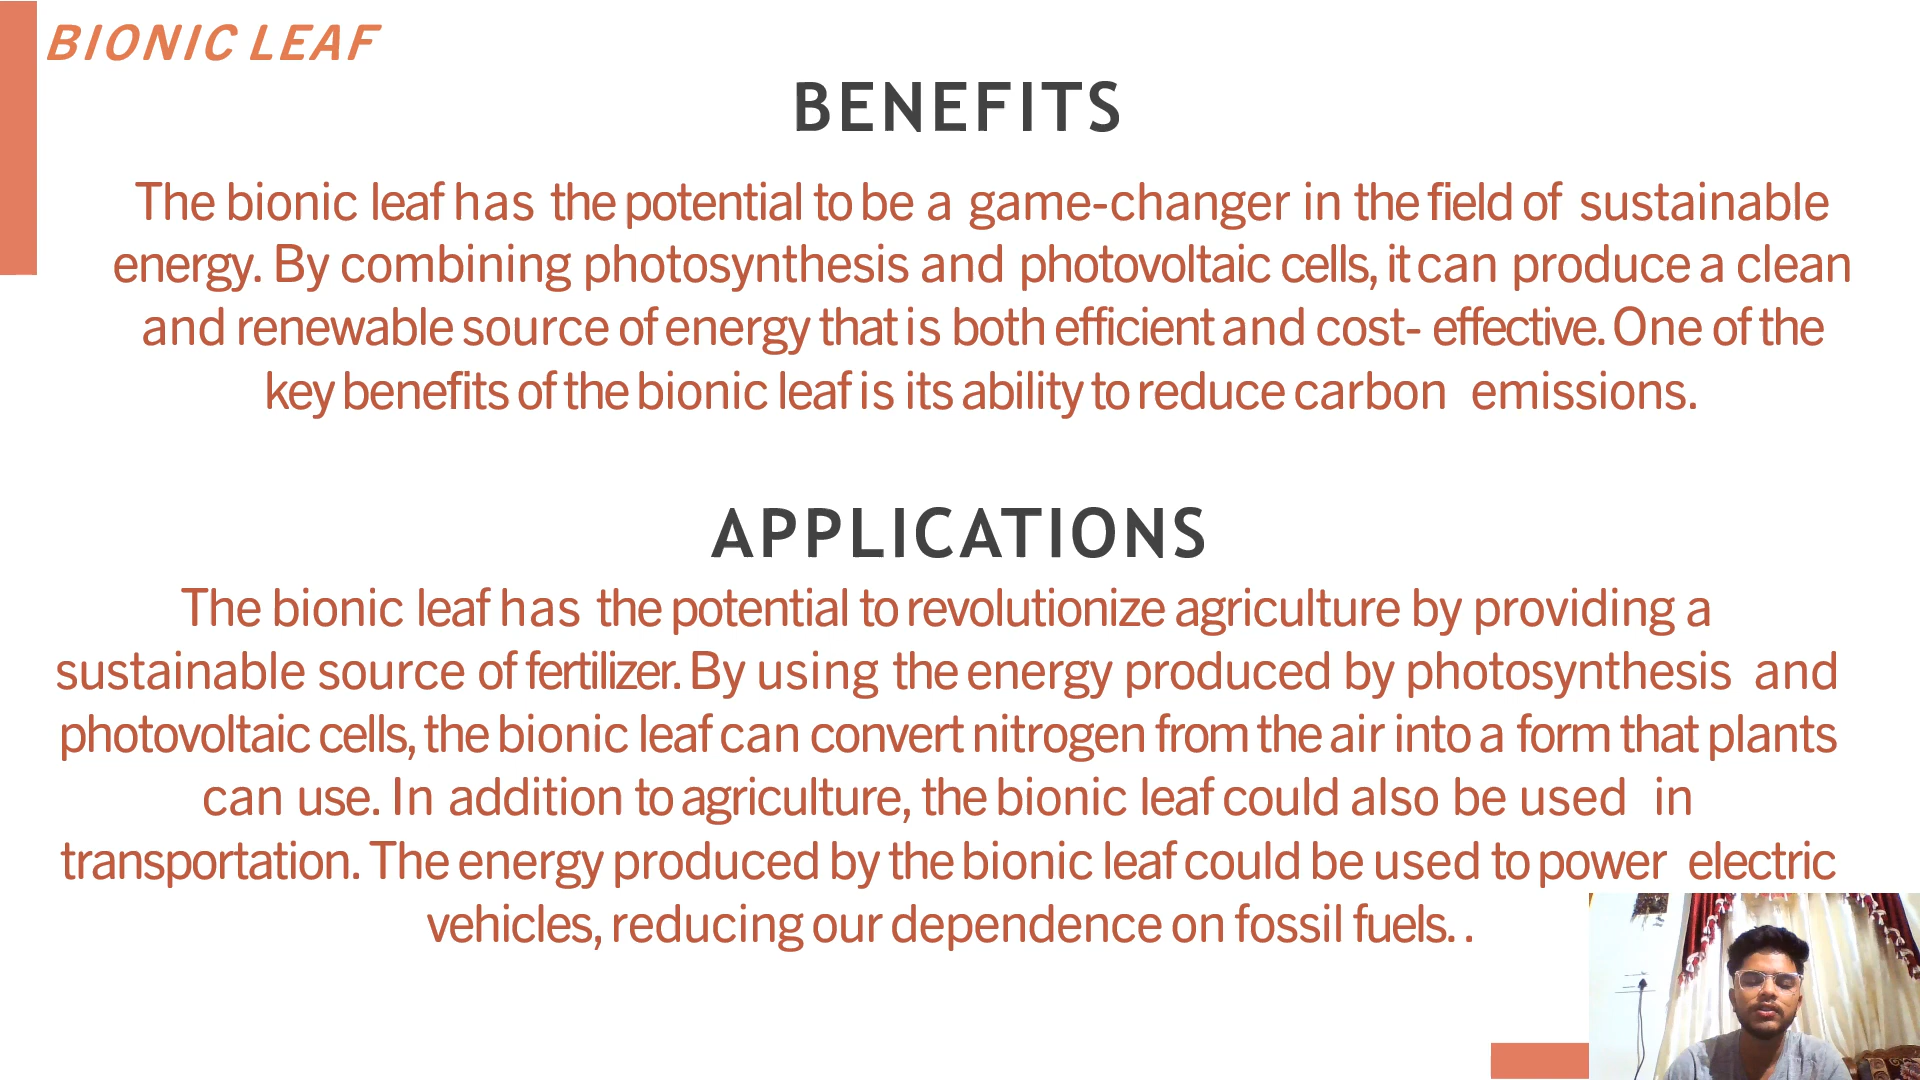 BIONIC LEAF
BENEFITS
The bionic leaf has the potential to be a game-changer in the field of sustainable
energy. By combining photosynthesis and photovoltaic cells, it can produce a clean
and renewable source of energy that is both efficient and cost- effective. One of the
key benefits of the bionic leaf is its ability to reduce carbon emissions.
APPLICATIONS
The bionic leaf has the potential to revolutionize agriculture by providing a
sustainable source of fertilizer. By using the energy produced by photosynthesis and
photovoltaic cells, the bionic leaf can convert nitrogen from the air into a form that plants
can use. In addition to agriculture, the bionic leaf could also be used in
transportation. The energy produced by the bionic leaf could be used to power electric
vehicles, reducing our dependence on fossil fuels. .